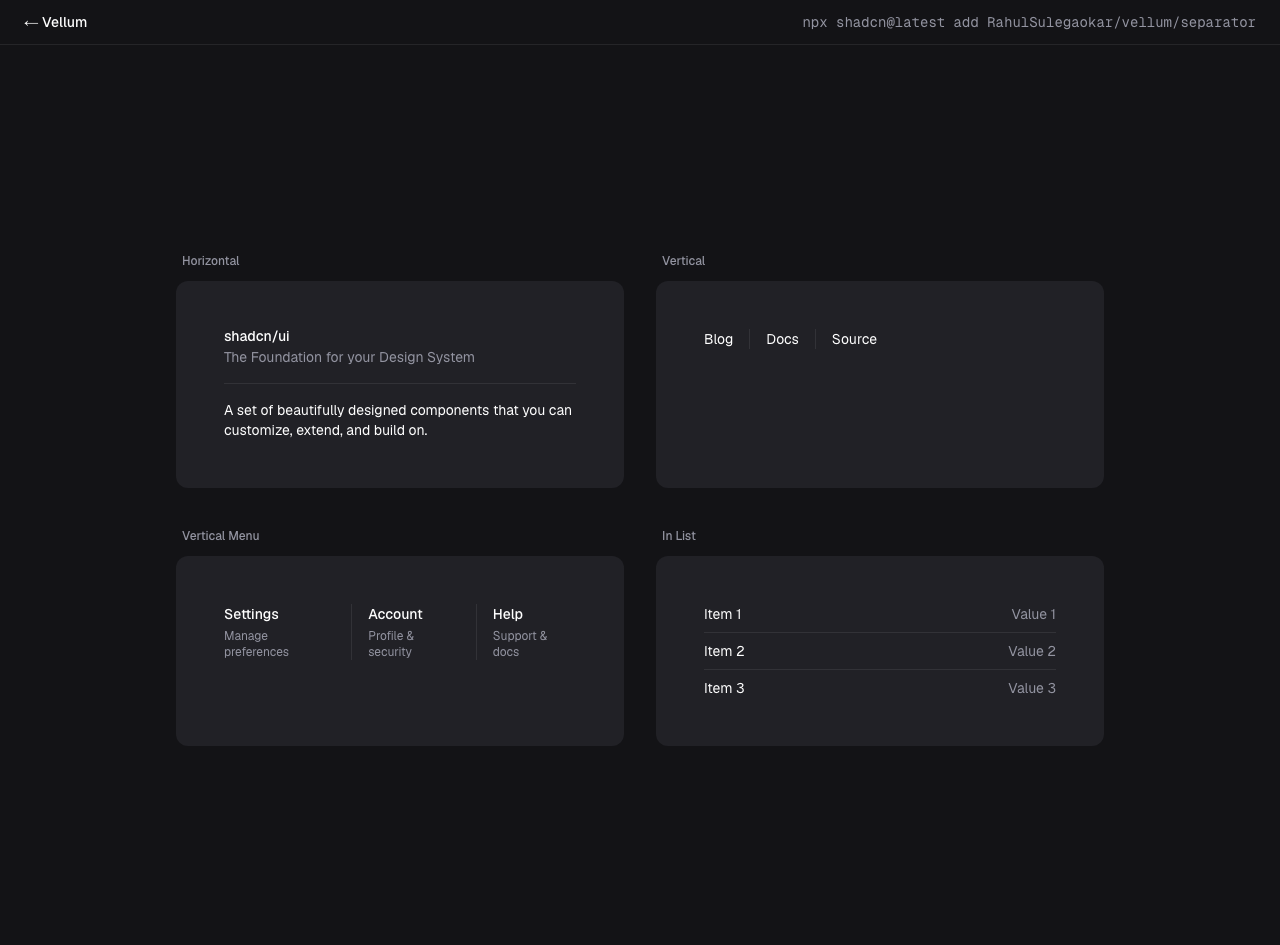 ← Vellum
npx shadcn@latest add RahulSulegaokar/vellum/separator
Horizontal
shadcn/ui
The Foundation for your Design System
A set of beautifully designed components that you can
customize, extend, and build on.
Vertical
Blog
Docs
Source
Vertical Menu
Settings
Manage
preferences
Account
Profile &
security
Help
Support &
docs
In List
Item 1 Value 1
Item 2 Value 2
Item 3 Value 3